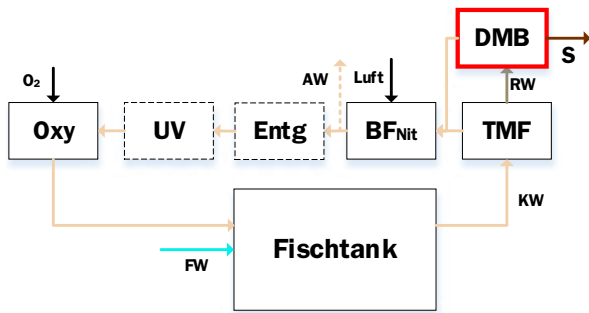 DMB
S
O₂
AW
Luft
RW
Oxy
UV
Entg
BFNit
TMF
KW
Fischtank
FW